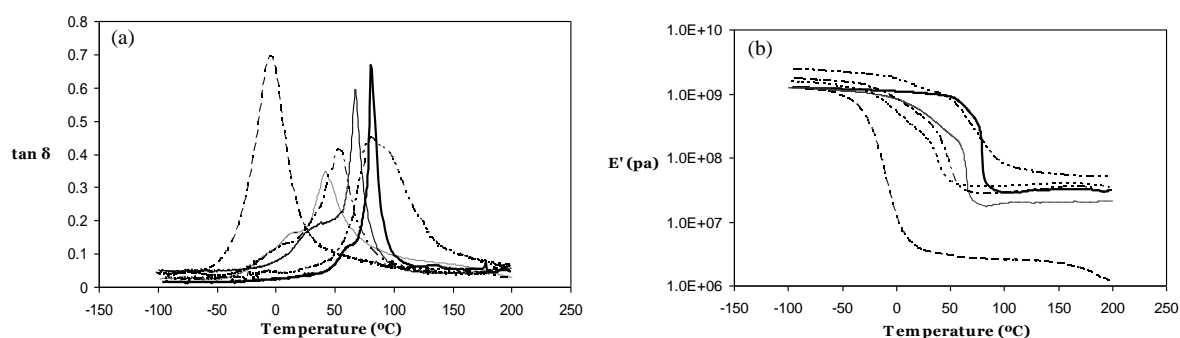 (a)
0.8
0.7
0.6
0.5
0.4
0.3
0.2
0.1
0
tan δ
-150 -100 -50 0 50 100 150 200 250
Temperature (ºC)
(b)
1.0E+10
1.0E+09
1.0E+08
1.0E+07
1.0E+06
E' (pa)
-150 -100 -50 0 50 100 150 200 250
Temperature (ºC)